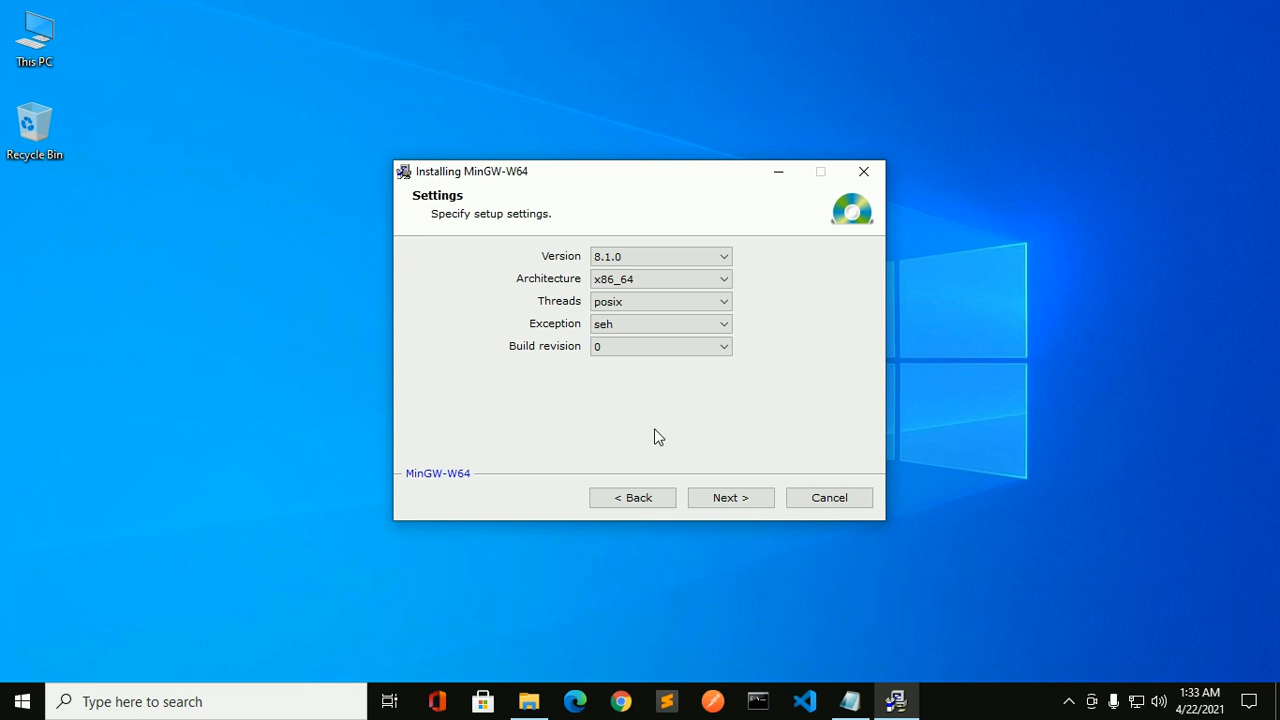 This PC
Recycle Bin
Installing MinGW-W64
Settings
Specify setup settings.
Version 8.1.0
Architecture x86_64
Threads posix
Exception seh
Build revision 0
MinGW-W64
< Back Next > Cancel
Type here to search
1:33 AM
4/22/2021